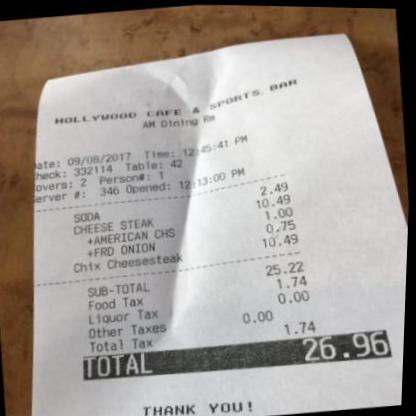 HOLLYWOOD CAFE & SPORTS. BAR
AM Dining Rm
ate: 09/08/2017 Time: 12:45:41 PM
heck: 332114 Table: 42
overs: 2 Person#: 1
erver #: 346 Opened: 12:13:00 PM
SODA 2.49
CHEESE STEAK 10.49
+AMERICAN CHS 1.00
+FRD ONION 0.75
Chix Cheesesteak 10.49
SUB-TOTAL 25.22
Food Tax 1.74
Liquor Tax 0.00
Other Taxes 0.00
Total Tax 1.74
TOTAL 26.96
THANK YOU!